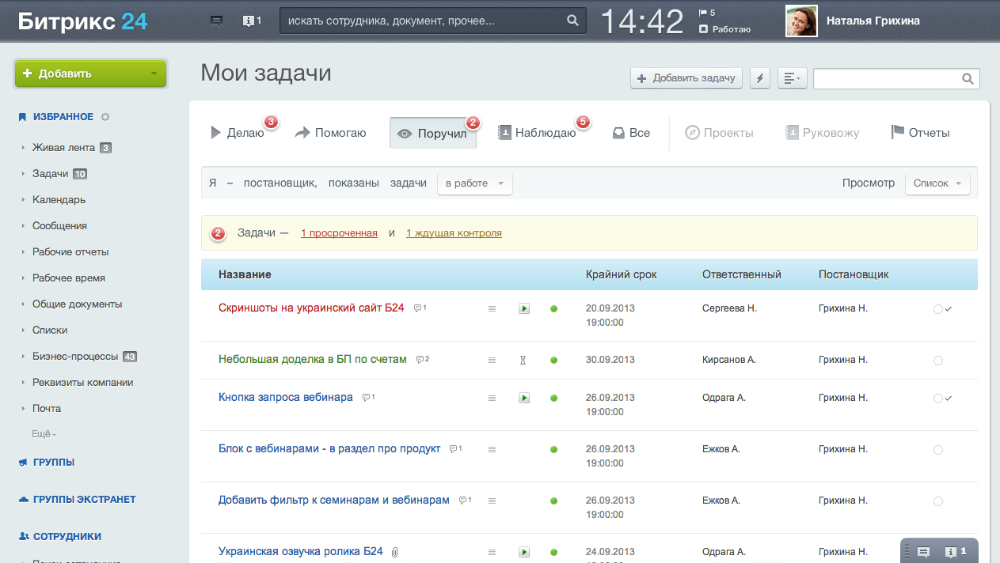 Битрикс 24
1
искать сотрудника, документ, прочее...
14:42
5
Работаю
Наталья Грихина
+ Добавить
Мои задачи
+ Добавить задачу
ИЗБРАННОЕ
Живая лента 3
Задачи 10
Календарь
Сообщения
Рабочие отчеты
Рабочее время
Общие документы
Списки
Бизнес-процессы 43
Реквизиты компании
Почта
Ещё
ГРУППЫ
ГРУППЫ ЭКСТРАНЕТ
СОТРУДНИКИ
Делаю 3
Помогаю
Поручил 2
Наблюдаю 5
Все
Проекты
Руковожу
Отчеты
Я – постановщик, показаны задачи в работе
Просмотр Список
2 Задачи — 1 просроченная и 1 ждущая контроля
Название Крайний срок Ответственный Постановщик
Скриншоты на украинский сайт Б24 1 20.09.2013 Сергеева Н. Грихина Н.
19:00:00
Небольшая доделка в БП по счетам 2 30.09.2013 Кирсанов А. Грихина Н.
Кнопка запроса вебинара 1 26.09.2013 Одрага А. Грихина Н.
19:00:00
Блок с вебинарами - в раздел про продукт 1 26.09.2013 Ежков А. Грихина Н.
19:00:00
Добавить фильтр к семинарам и вебинарам 1 26.09.2013 Ежков А. Грихина Н.
19:00:00
Украинская озвучка ролика Б24 24.09.2013 Одрага А. Грихина Н.
1